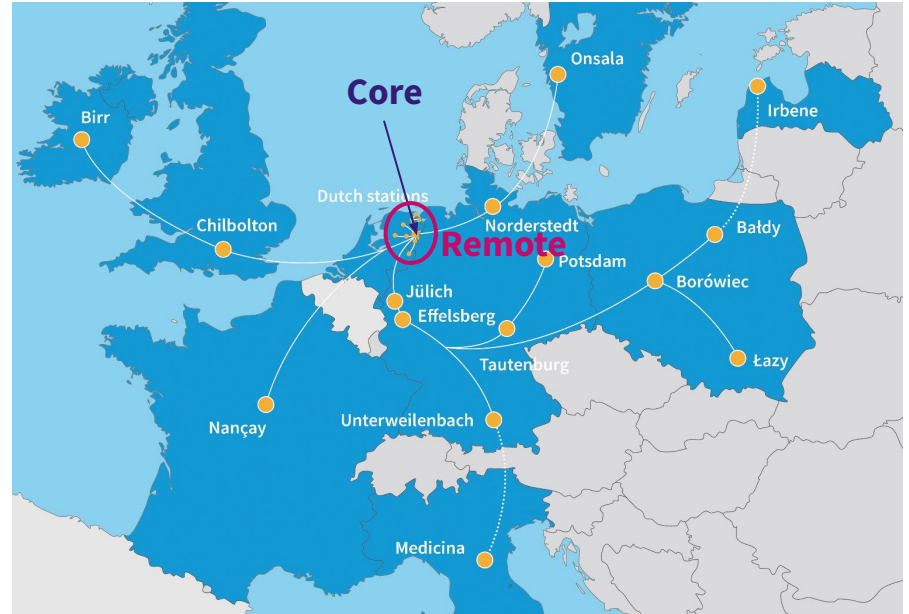 Onsala
Core
Irbene
Birr
Dutch stations
Chilbolton
Norderstedt
Bałdy
Remote
Potsdam
Borówiec
Jülich
Effelsberg
Tautenburg
Łazy
Nançay
Unterweilenbach
Medicina